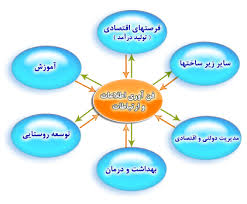 فرصتهای اقتصادی
( تولید درآمد )
سایر زیر ساختها
آموزش
فن آوری اطلاعات
و ارتباطات
مدیریت دولتی و اقتصادی
توسعه روستایی
بهداشت و درمان